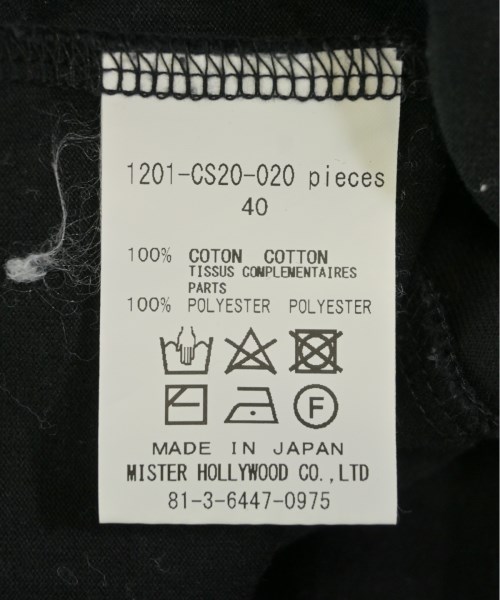 1201-CS20-020 pieces
40
100% COTON COTTON
TISSUS COMPLEMENTAIRES
PARTS
100% POLYESTER POLYESTER
F
MADE IN JAPAN
MISTER HOLLYWOOD CO.,LTD
81-3-6447-0975